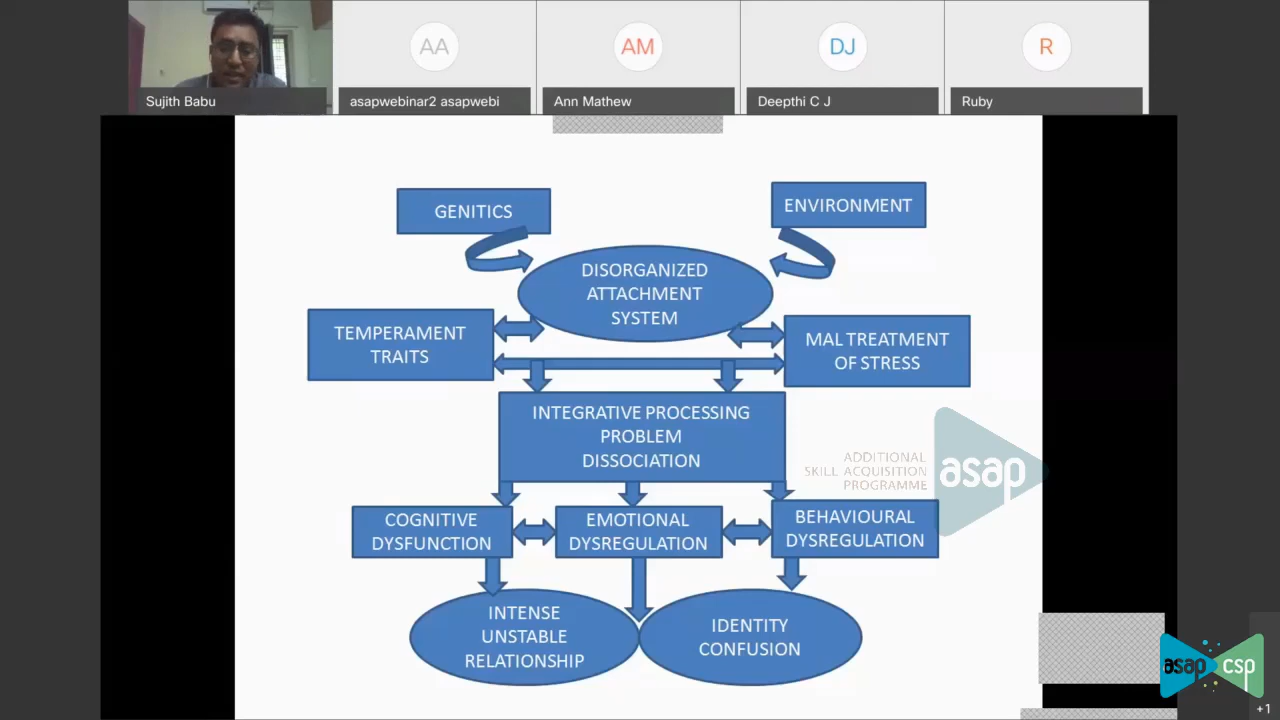 AA
AM
DJ
R
Sujith Babu
asapwebinar2 asapwebi
Ann Mathew
Deepthi C J
Ruby
GENITICS
ENVIRONMENT
DISORGANIZED
ATTACHMENT
SYSTEM
TEMPERAMENT
TRAITS
MAL TREATMENT
OF STRESS
INTEGRATIVE PROCESSING
PROBLEM
DISSOCIATION
ADDITIONAL
SKILL ACQUISITION
PROGRAMME
asap
COGNITIVE
DYSFUNCTION
EMOTIONAL
DYSREGULATION
BEHAVIOURAL
DYSREGULATION
INTENSE
UNSTABLE
RELATIONSHIP
IDENTITY
CONFUSION
asap csp
+1